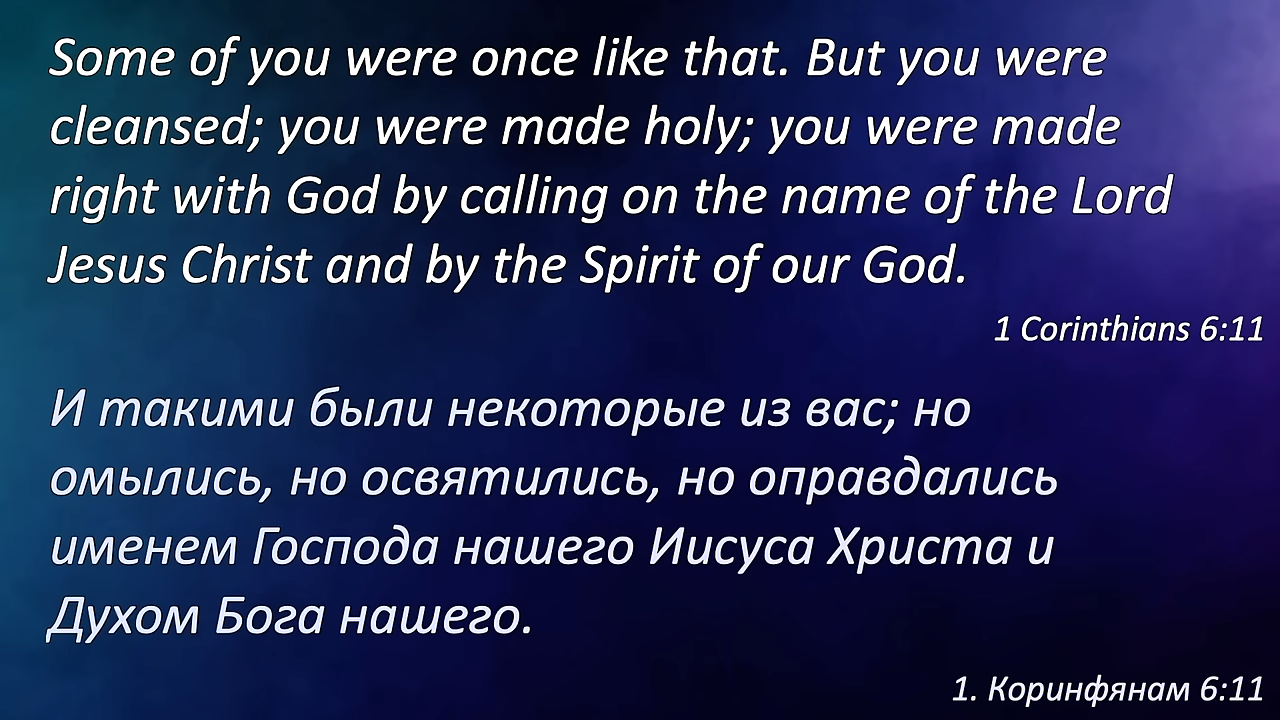 Some of you were once like that. But you were
cleansed; you were made holy; you were made
right with God by calling on the name of the Lord
Jesus Christ and by the Spirit of our God.
1 Corinthians 6:11
И такими были некоторые из вас; но
омылись, но освятились, но оправдались
именем Господа нашего Иисуса Христа и
Духом Бога нашего.
1. Коринфянам 6:11